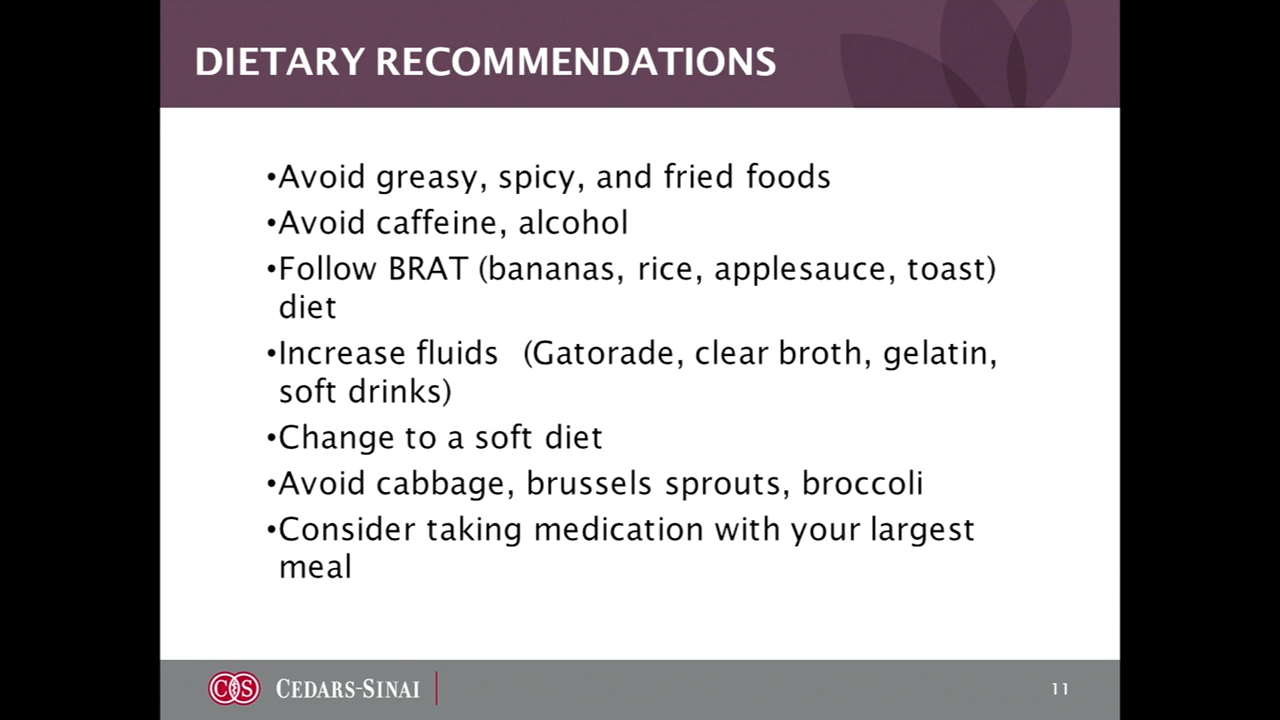 DIETARY RECOMMENDATIONS
•Avoid greasy, spicy, and fried foods
•Avoid caffeine, alcohol
•Follow BRAT (bananas, rice, applesauce, toast)
diet
•Increase fluids  (Gatorade, clear broth, gelatin,
soft drinks)
•Change to a soft diet
•Avoid cabbage, brussels sprouts, broccoli
•Consider taking medication with your largest
meal
CS CEDARS-SINAI
11